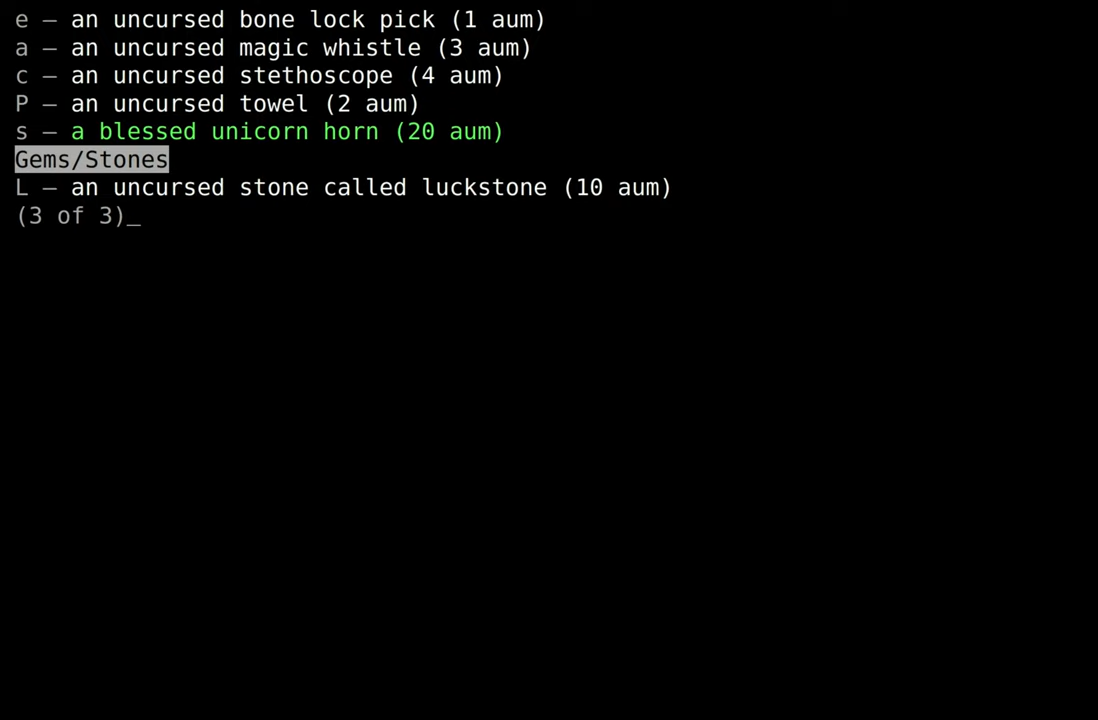 e – an uncursed bone lock pick (1 aum)
a – an uncursed magic whistle (3 aum)
c – an uncursed stethoscope (4 aum)
P – an uncursed towel (2 aum)
s – a blessed unicorn horn (20 aum)
Gems/Stones
L – an uncursed stone called luckstone (10 aum)
(3 of 3)_